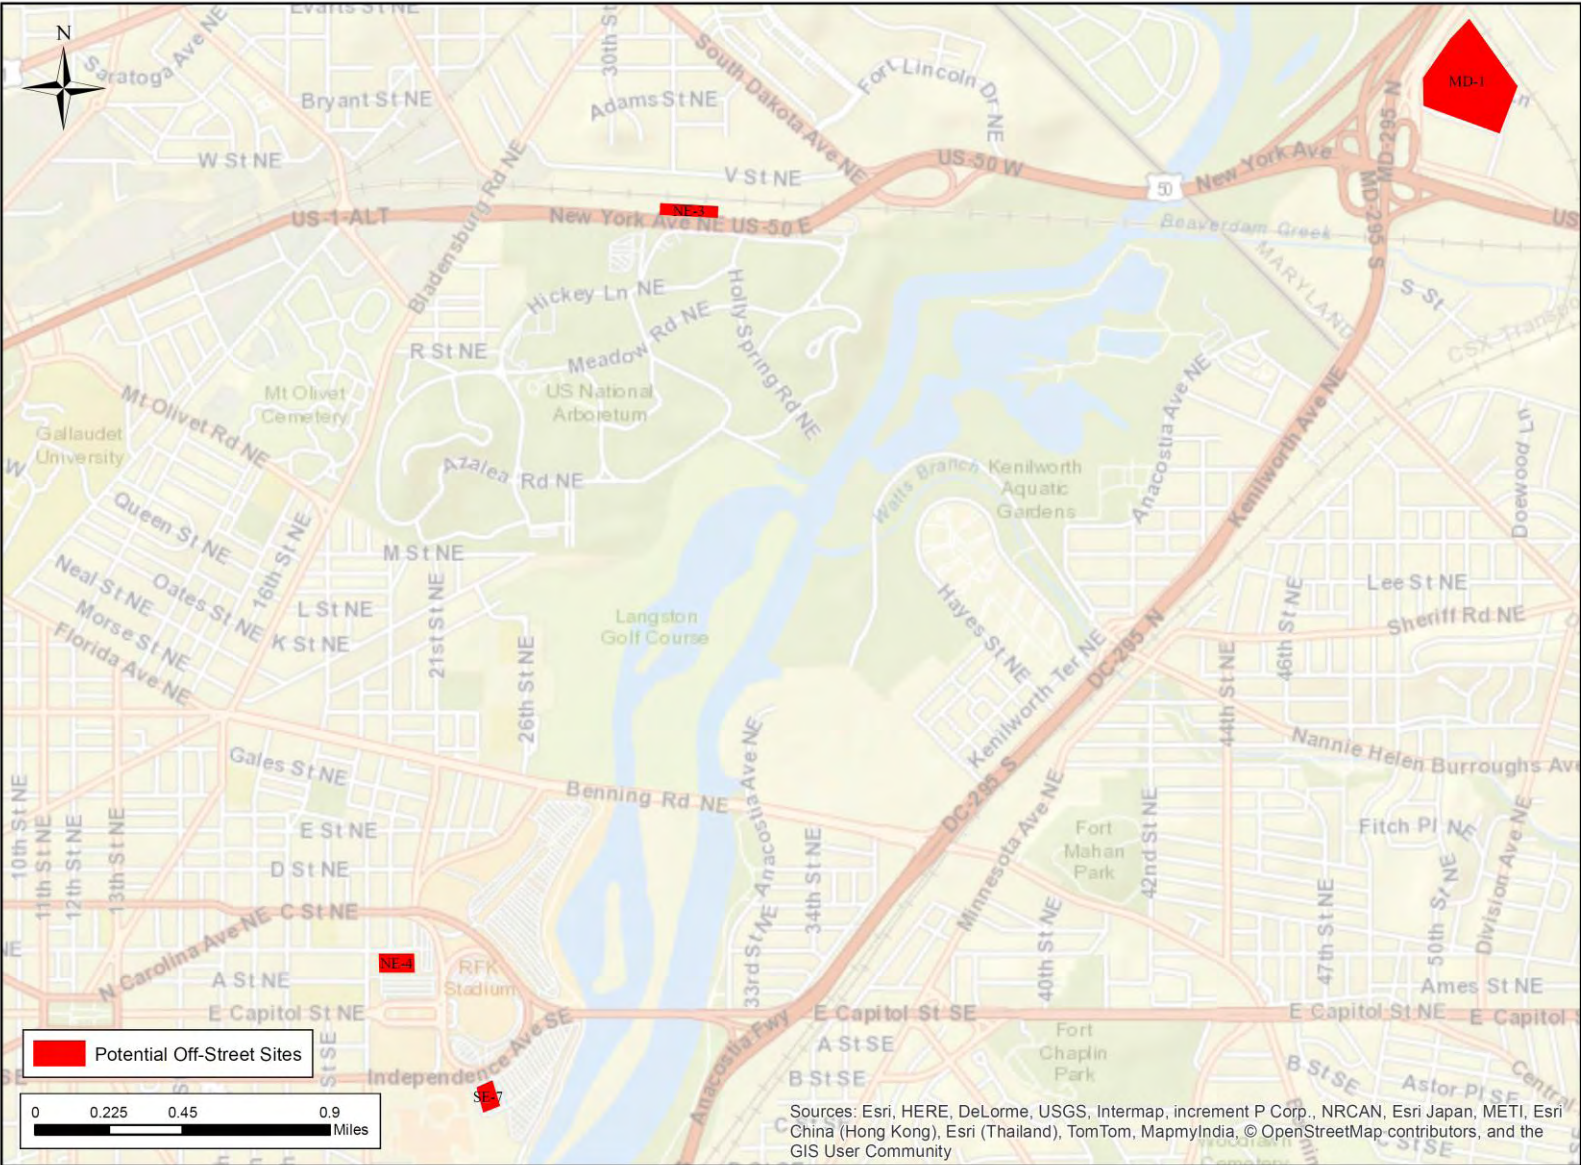 Evarts St NE
N
Saratoga Ave NE
Bryant St NE
30th St
Adams St NE
South Dakota Ave NE
Fort Lincoln Dr NE
MD-1
W St NE
V St NE
US-50 W
50
New York Ave
MD-295 N
MD-295 S
US
US-1-ALT
Bladensburg Rd NE
NE-3
New York Ave NE US-50 E
Beaverdam Creek
MARYLAND
S St
CSX
Hickey Ln NE
Meadow Rd NE
Holly Spring Rd NE
R St NE
US National
Arboretum
Mt Olivet
Cemetery
Mt Olivet Rd NE
Gallaudet
University
W
Azalea Rd NE
Watts Branch
Kenilworth
Aquatic
Gardens
Anacostia Ave NE
Kenilworth Ave NE
Doewood Ln
Queen St NE
16th St NE
M St NE
Neal St NE
Oates St NE
Morse St NE
Florida Ave NE
L St NE
K St NE
21st St NE
26th St NE
Langston
Golf Course
Hayes St NE
Kenilworth Ter NE
DC-295 N
Lee St NE
Sheriff Rd NE
46th St NE
44th St NE
Nannie Helen Burroughs Ave
Gales St NE
Benning Rd NE
Anacostia Ave NE
DC-295 S
Minnesota Ave NE
10th St NE
11th St NE
12th St NE
13th St NE
E St NE
D St NE
C St NE
34th St NE
33rd St NE
Fort
Mahan
Park
42nd St NE
40th St NE
Fitch Pl NE
47th St NE
50th St NE
Division Ave NE
N Carolina Ave NE
A St NE
NE-4
RFK
Stadium
E Capitol St NE
Independence Ave SE
E Capitol St SE
E Capitol St NE
E Capitol
Ames St NE
Anacostia Fwy
A St SE
B St SE
Fort
Chaplin
Park
B St SE
Astor Pl SE
Central
SE-7
Potential Off-Street Sites
0 0.225 0.45 0.9
Miles
Sources: Esri, HERE, DeLorme, USGS, Intermap, increment P Corp., NRCAN, Esri Japan, METI, Esri
China (Hong Kong), Esri (Thailand), TomTom, MapmyIndia, © OpenStreetMap contributors, and the
GIS User Community